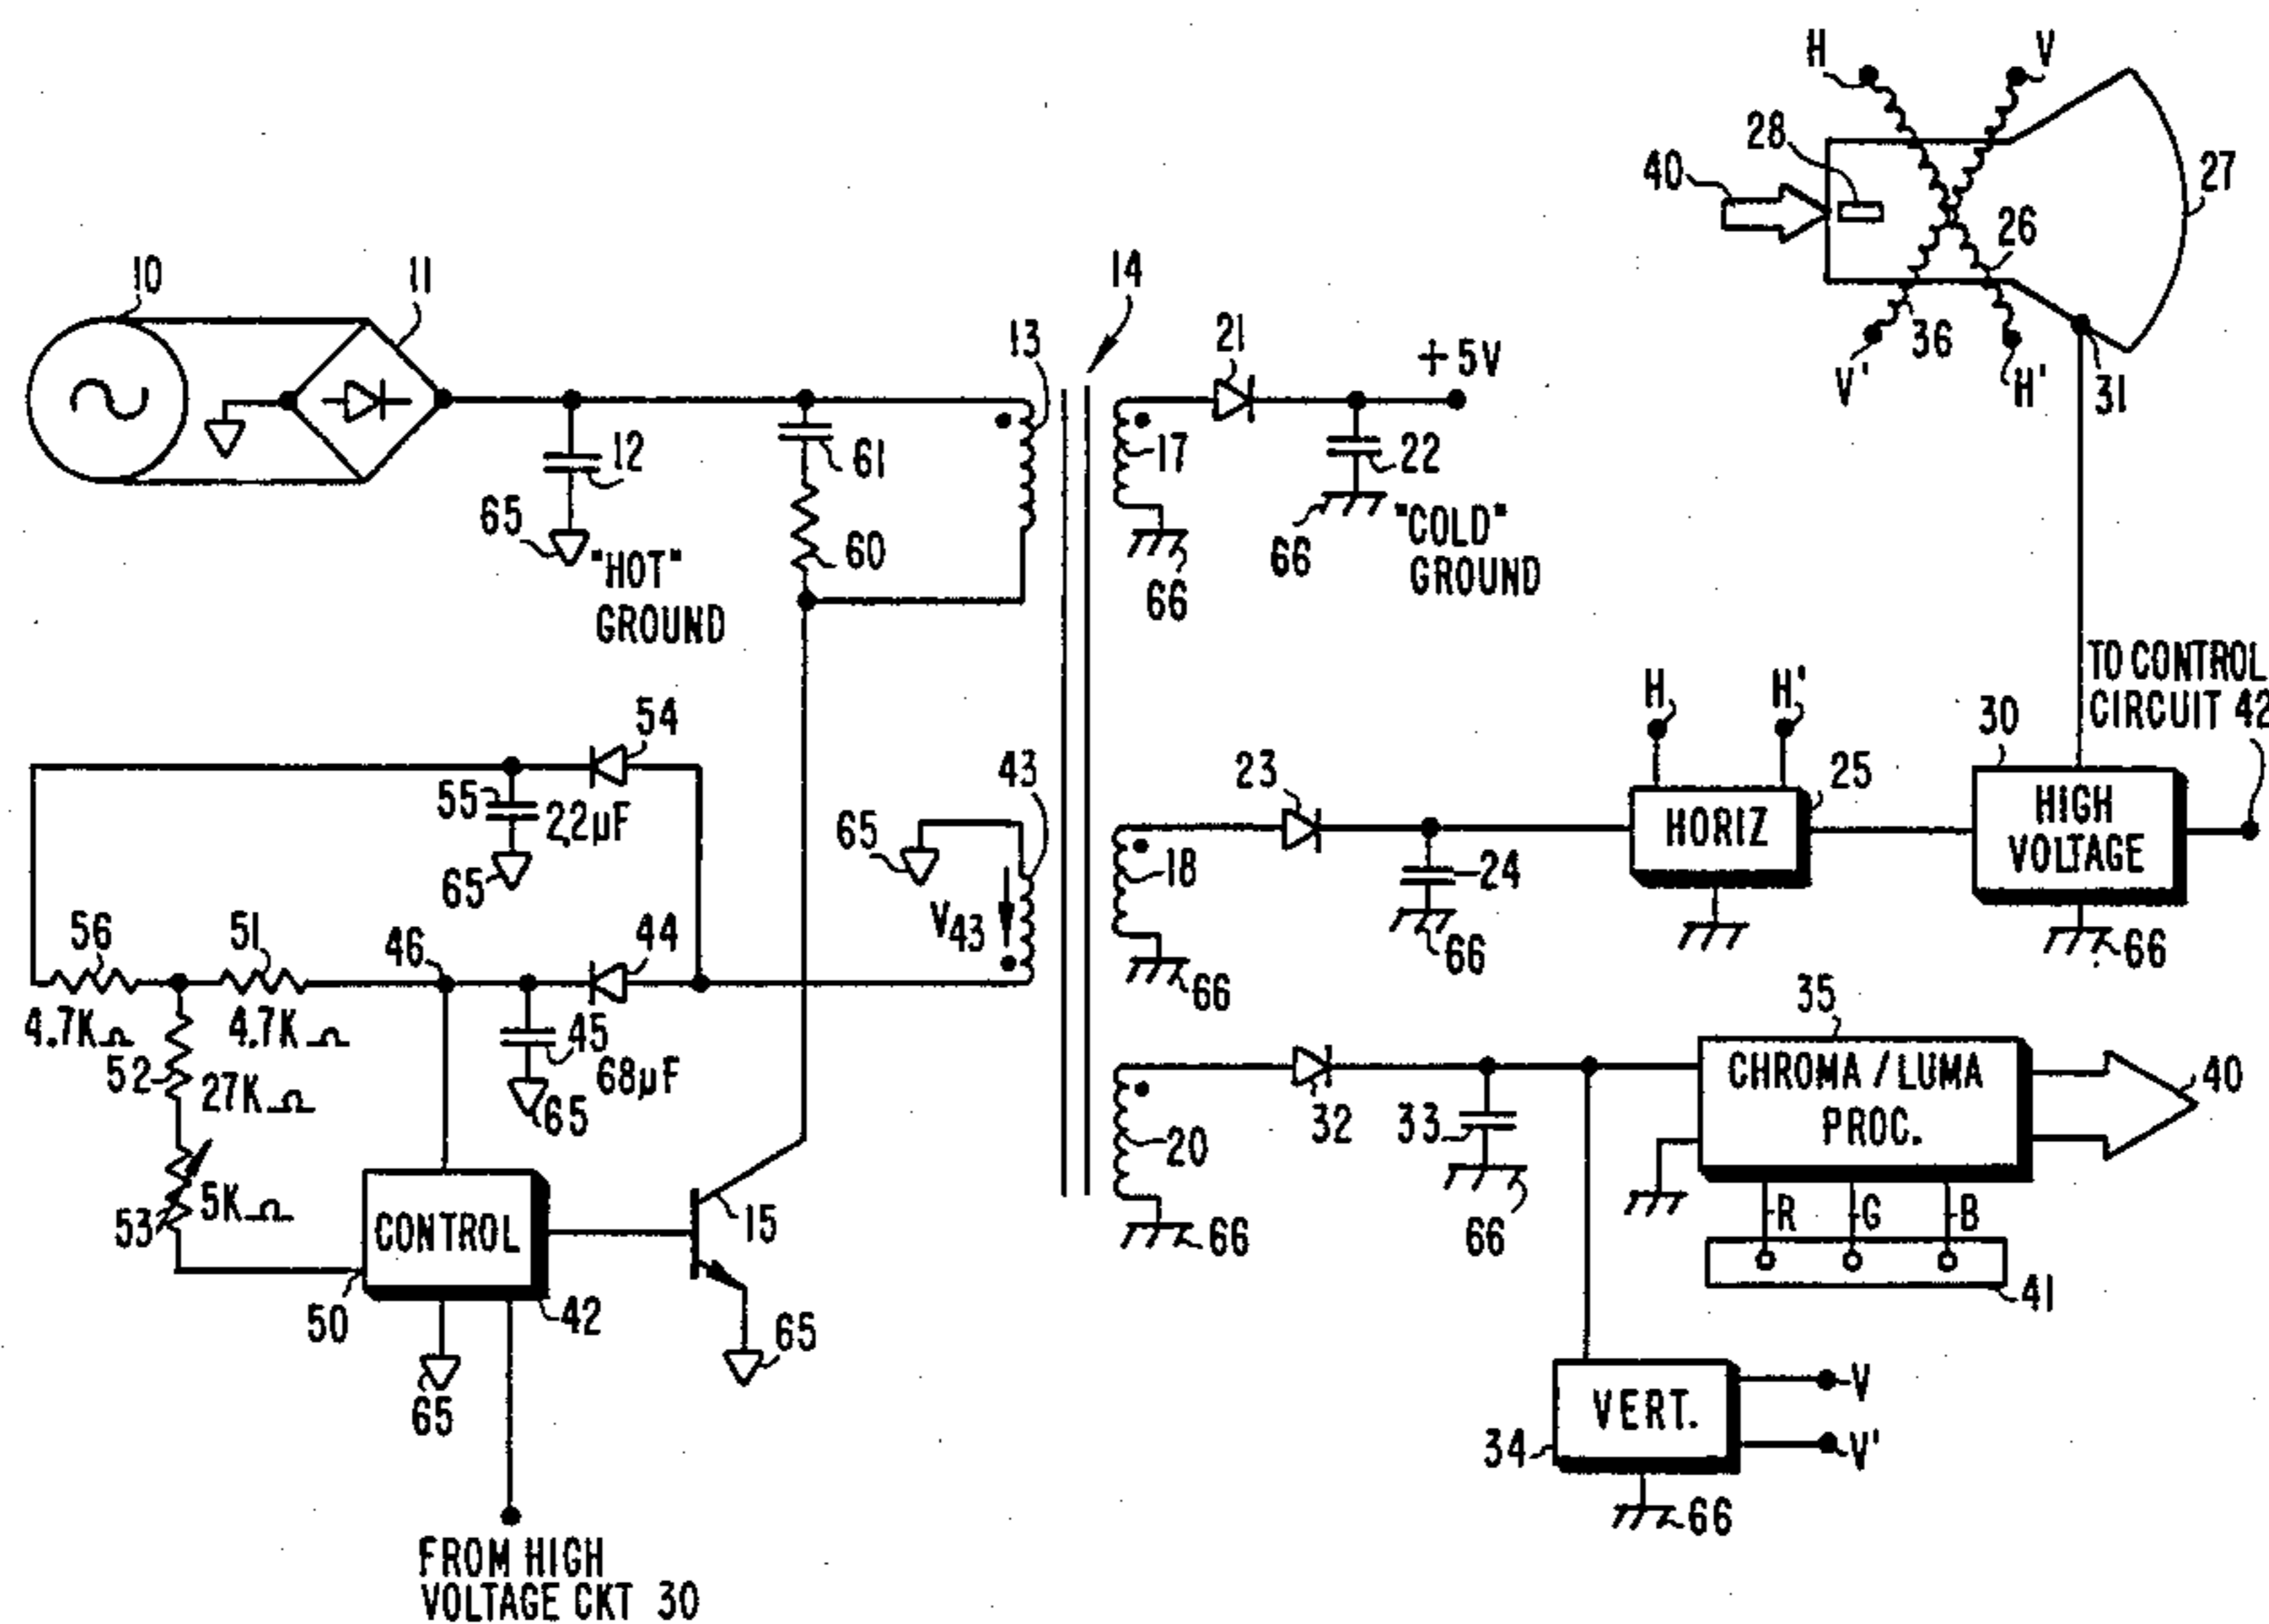 H
V
28
40
27
26
36
V'
H'
31
10
11
14
13
21
+5V
12
61
17
22
65
"HOT"
GROUND
60
66
66
"COLD"
GROUND
TO CONTROL
CIRCUIT 42
54
43
23
H
H'
25
30
55
2.2µF
65
65
V43
18
24
HORIZ
HIGH
VOLTAGE
66
66
66
56
51
46
44
4.7KΩ
4.7KΩ
45
68µF
65
52
27KΩ
53
5KΩ
CONTROL
15
50
42
65
65
20
66
32
33
66
35
CHROMA / LUMA
PROC.
40
R
G
B
41
VERT.
34
V
V'
66
FROM HIGH
VOLTAGE CKT 30